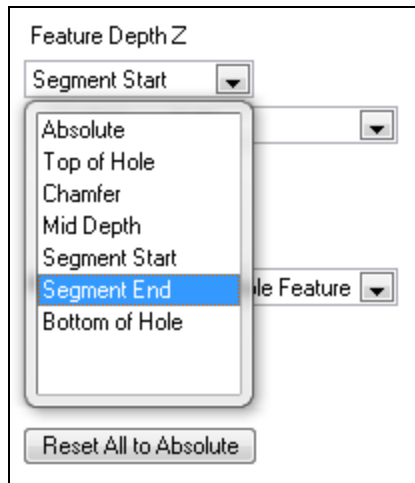 Feature Depth Z
Segment Start
Absolute
Top of Hole
Chamfer
Mid Depth
Segment Start
Segment End
Feature
Bottom of Hole
Reset All to Absolute